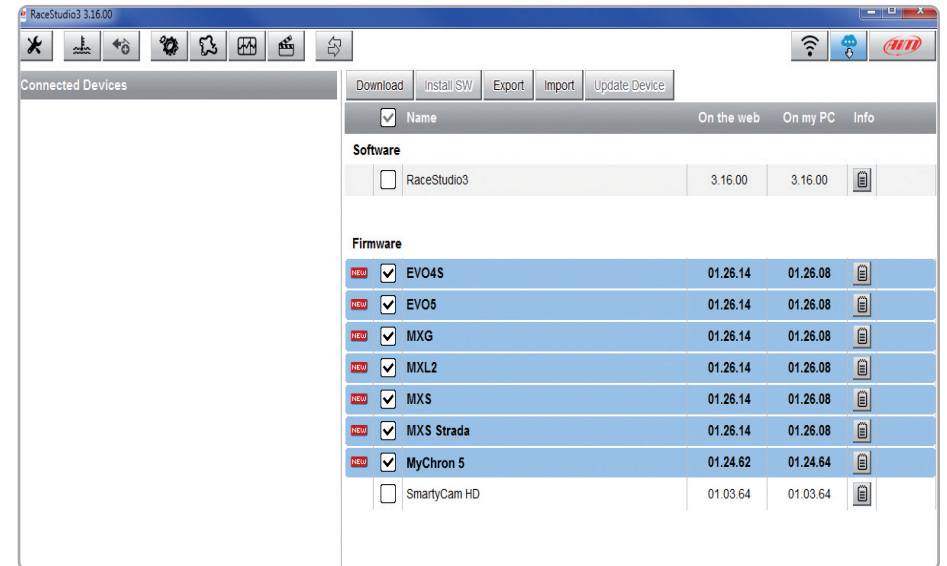 RaceStudio3 3.16.00
AiM
Connected Devices
Download Install SW Export Import Update Device
Name On the web On my PC Info
Software
RaceStudio3 3.16.00 3.16.00
Firmware
NEW EVO4S 01.26.14 01.26.08
NEW EVO5 01.26.14 01.26.08
NEW MXG 01.26.14 01.26.08
NEW MXL2 01.26.14 01.26.08
NEW MXS 01.26.14 01.26.08
NEW MXS Strada 01.26.14 01.26.08
NEW MyChron 5 01.24.62 01.24.64
SmartyCam HD 01.03.64 01.03.64